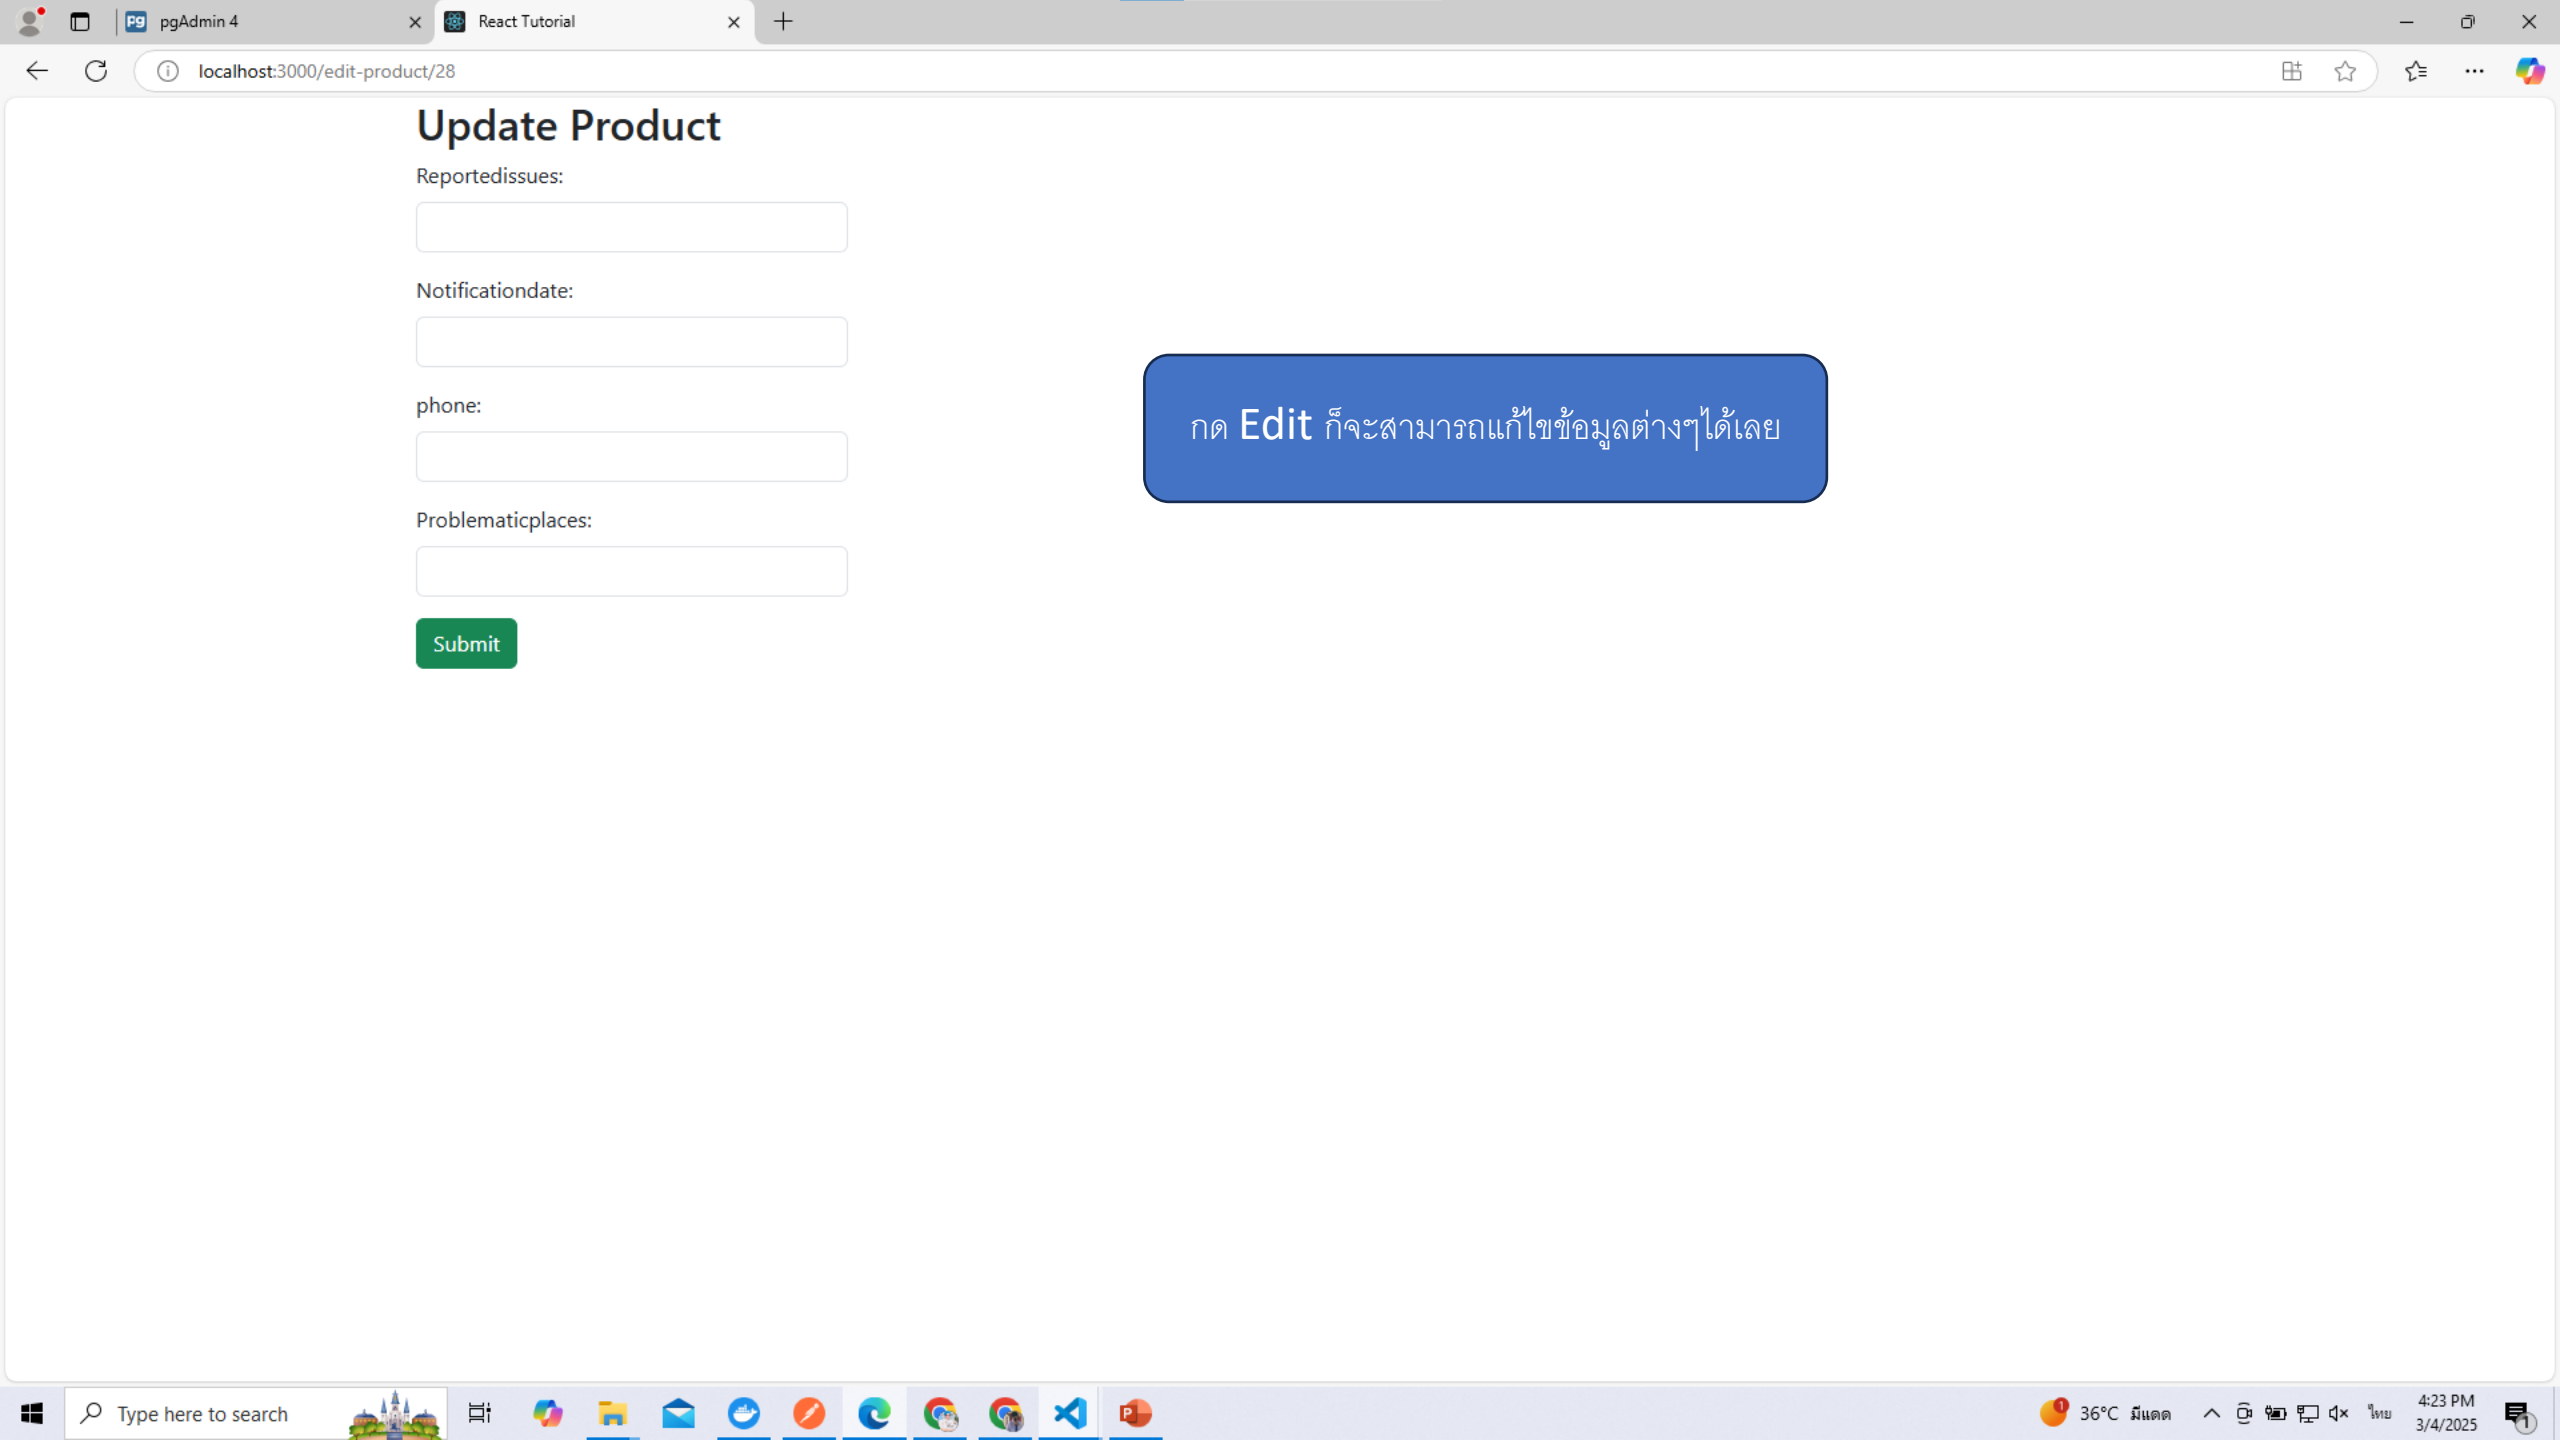 pgAdmin 4
React Tutorial
localhost:3000/edit-product/28
Update Product
Reportedissues:
Notificationdate:
phone:
Problematicplaces:
Submit
กด Edit ก็จะสามารถแก้ไขข้อมูลต่างๆได้เลย
Type here to search
36°C มีแดด
ไทย
4:23 PM
3/4/2025